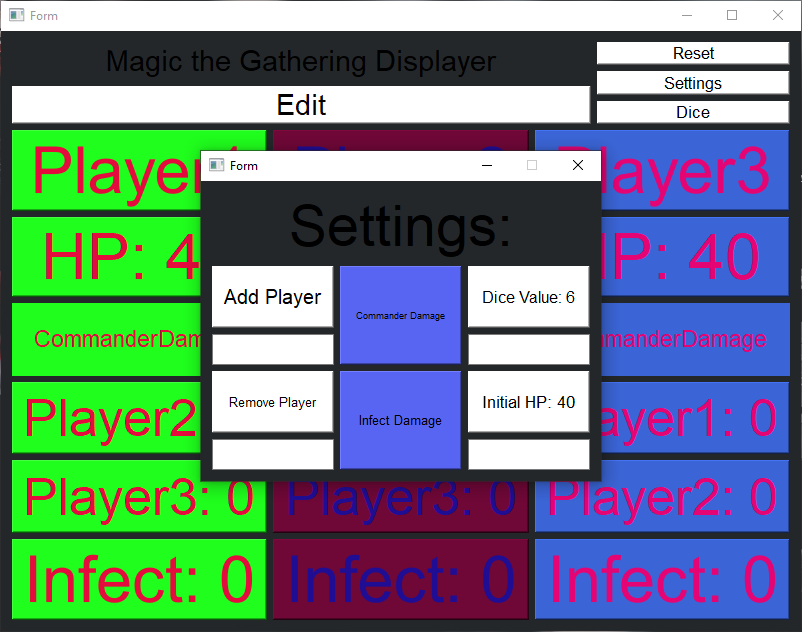 Form
Magic the Gathering Displayer
Reset
Settings
Edit
Dice
Player1
Player3
HP: 4
HP: 40
CommanderDam
manderDamage
Player2
ayer1: 0
Player3: 0
Player3: 0
Player2: 0
Infect: 0
Infect: 0
Infect: 0
Form
Settings:
Add Player
Commander Damage
Dice Value: 6
Remove Player
Infect Damage
Initial HP: 40